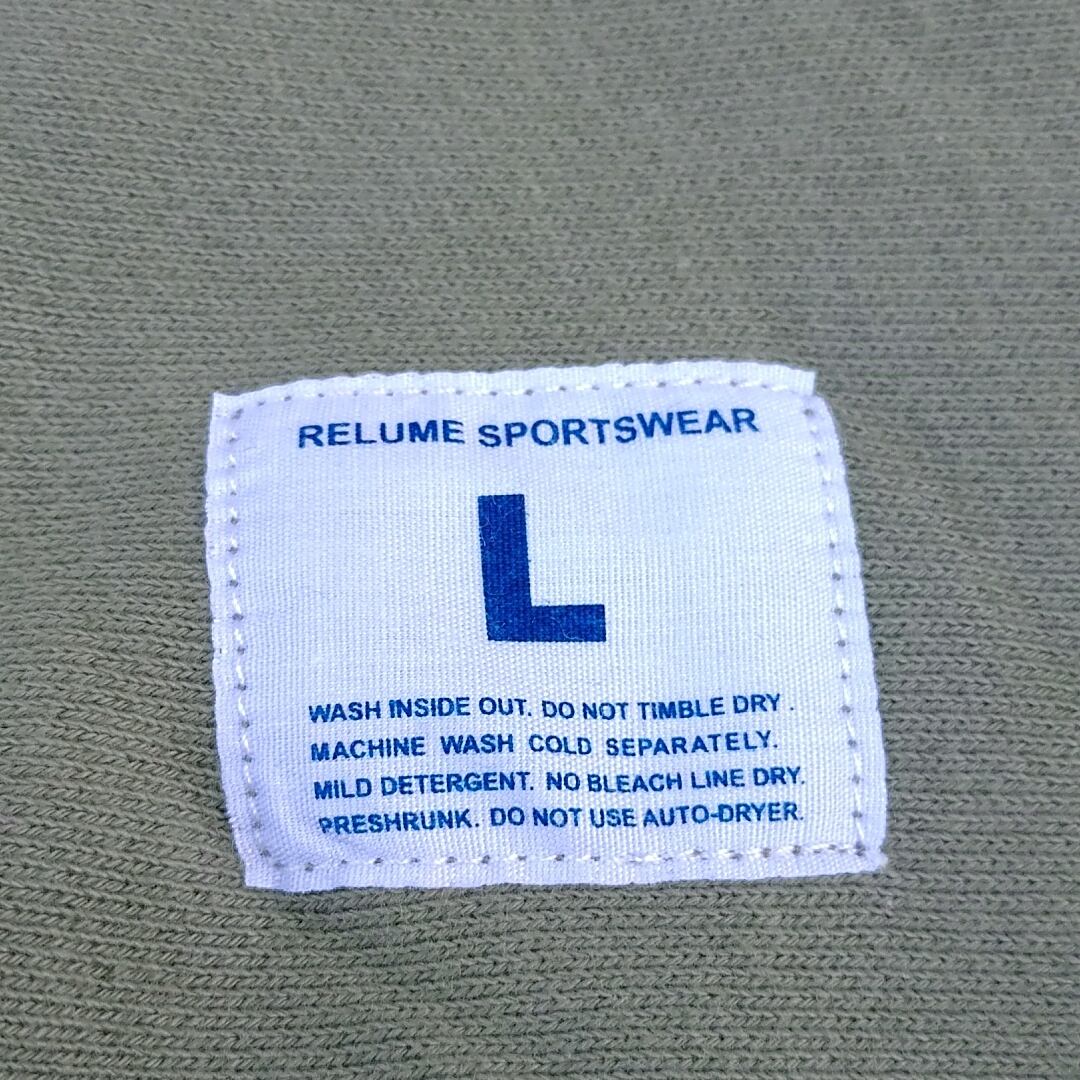 RELUME SPORTSWEAR
L
WASH INSIDE OUT. DO NOT TIMBLE DRY .
MACHINE WASH COLD SEPARATELY.
MILD DETERGENT. NO BLEACH LINE DRY.
PRESHRUNK. DO NOT USE AUTO-DRYER.